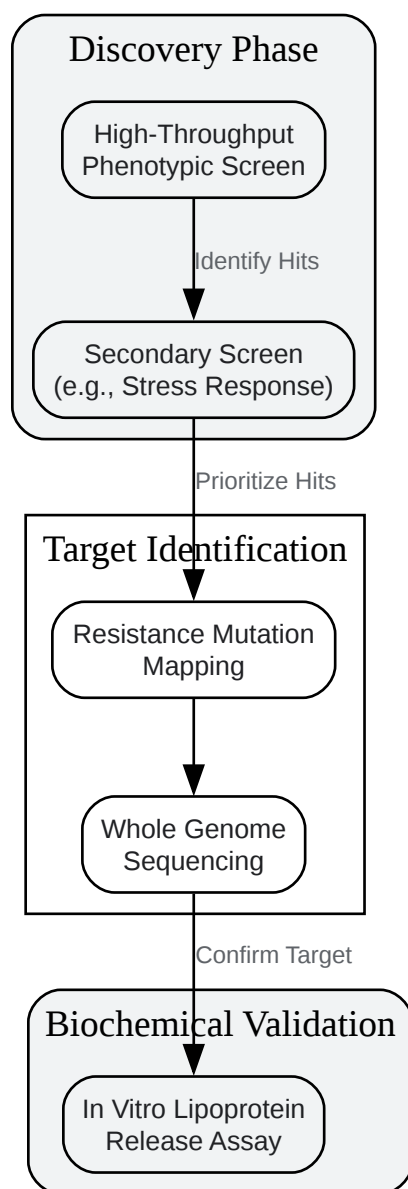 Discovery Phase
High-Throughput
Phenotypic Screen
Identify Hits
Secondary Screen
(e.g., Stress Response)
Prioritize Hits
Target Identification
Resistance Mutation
Mapping
Whole Genome
Sequencing
Confirm Target
Biochemical Validation
In Vitro Lipoprotein
Release Assay